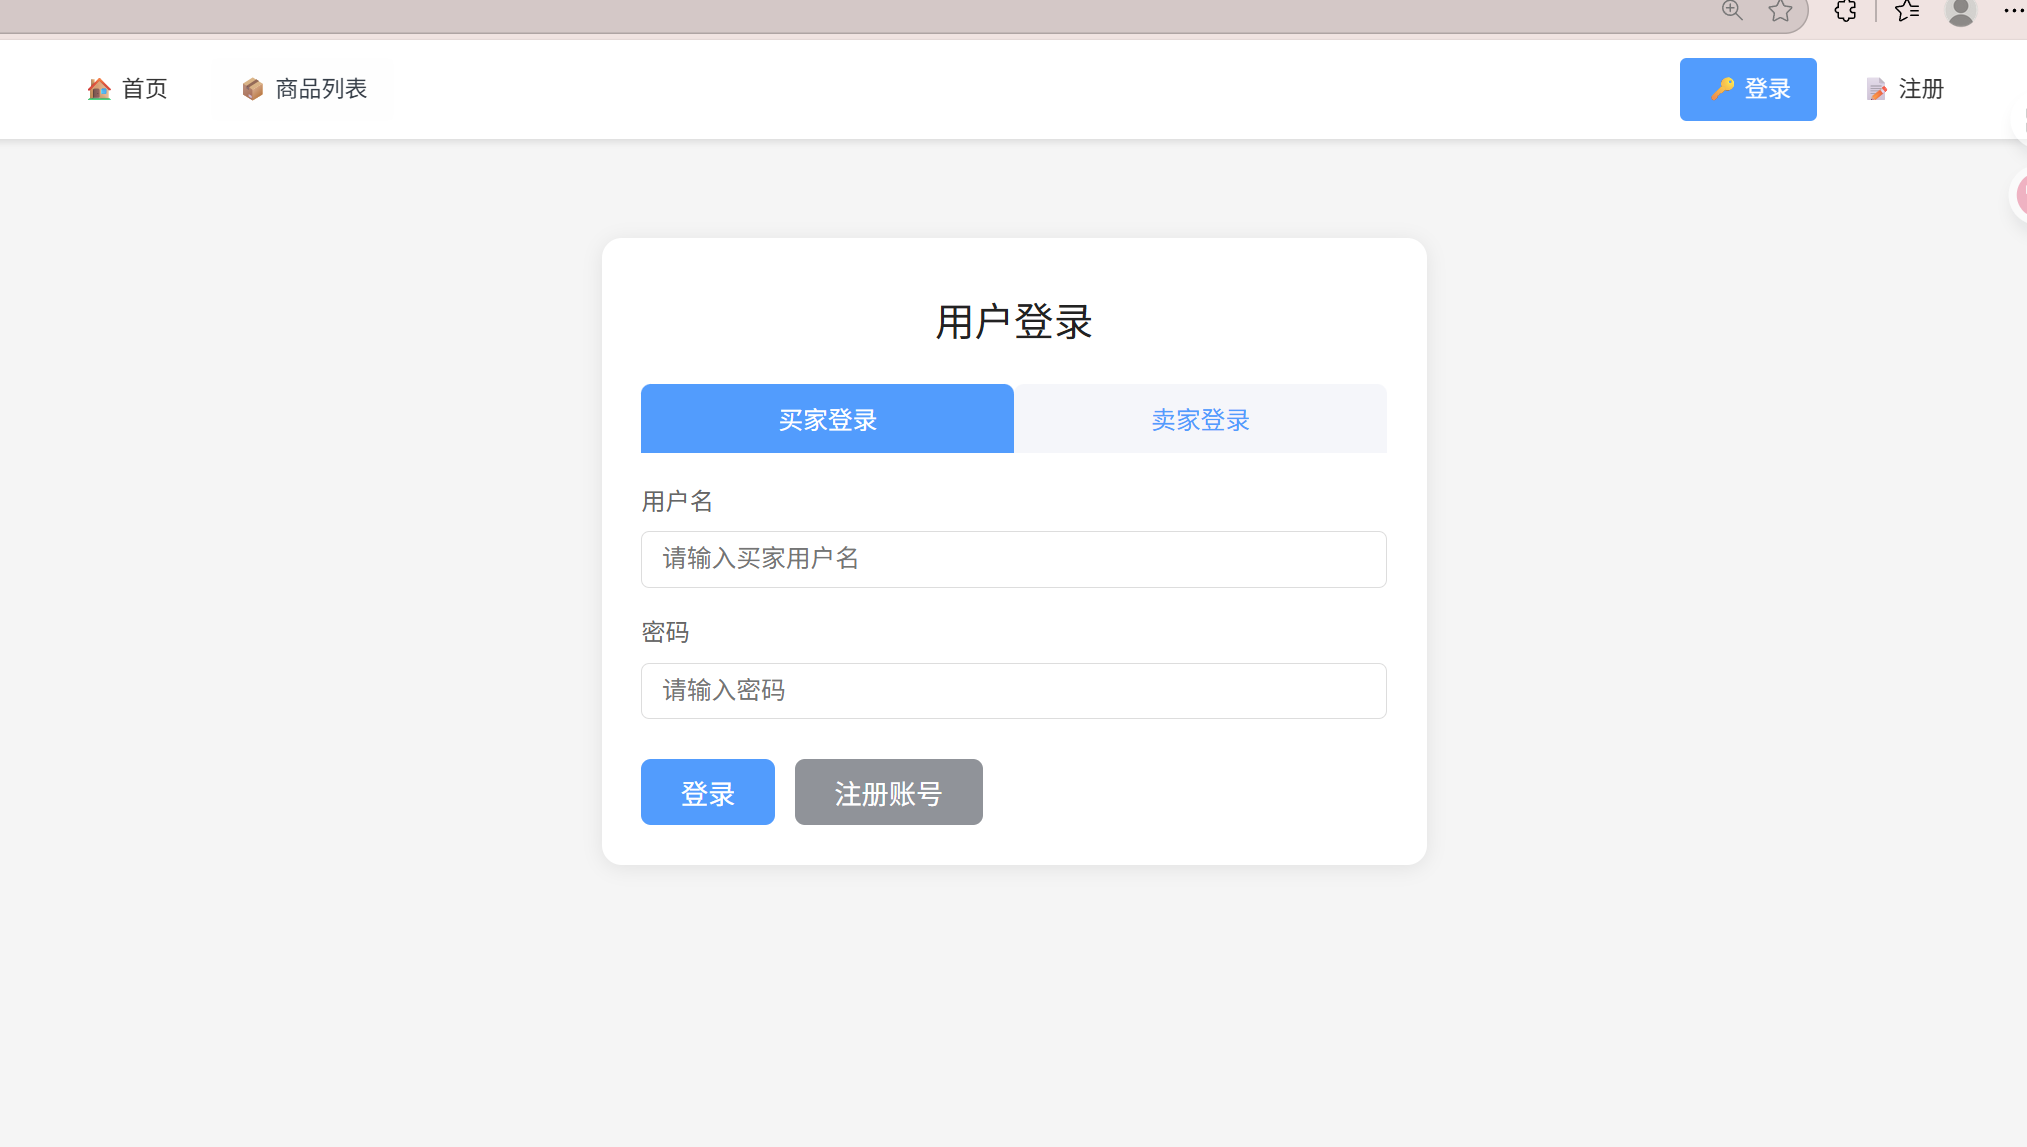 首页 商品列表 登录 注册
用户登录
买家登录 卖家登录
用户名
请输入买家用户名
密码
请输入密码
登录 注册账号